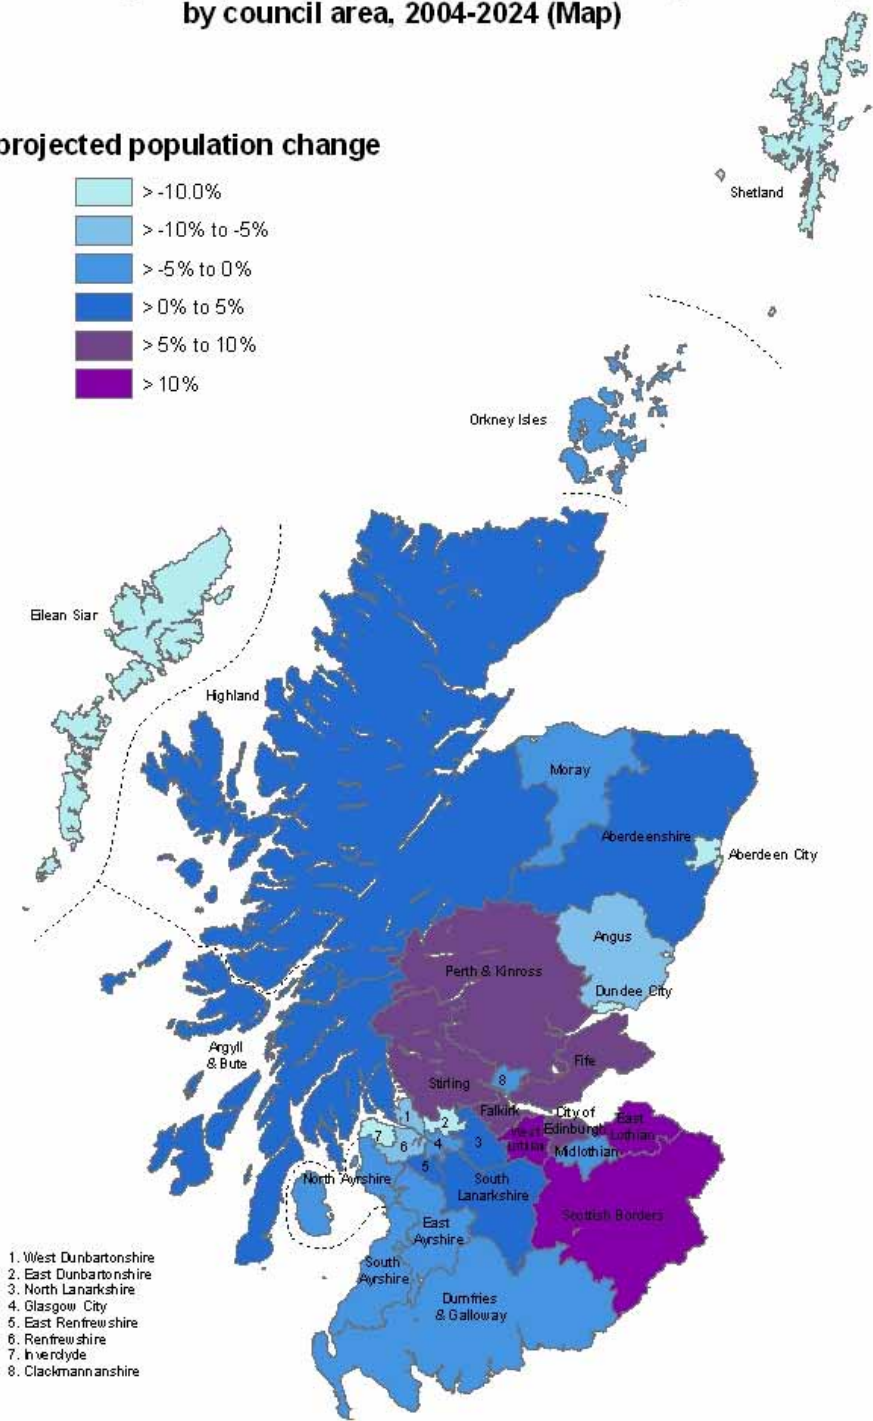 by council area, 2004-2024 (Map)
projected population change
> -10.0%
> -10% to -5%
> -5% to 0%
> 0% to 5%
> 5% to 10%
> 10%
Shetland
Orkney Isles
Eilean Siar
Highland
Moray
Aberdeenshire
Aberdeen City
Angus
Perth & Kinross
Dundee City
Argyll
& Bute
Fife
Stirling
8
Falkirk
City of
Edinburgh
East
Lothian
West
Lothian
Midlothian
1
2
7
6
4
3
5
North Ayrshire
South
Lanarkshire
Scottish Borders
East
Ayrshire
South
Ayrshire
Dumfries
& Galloway
1. West Dunbartonshire
2. East Dunbartonshire
3. North Lanarkshire
4. Glasgow City
5. East Renfrewshire
6. Renfrewshire
7. Inverclyde
8. Clackmannanshire